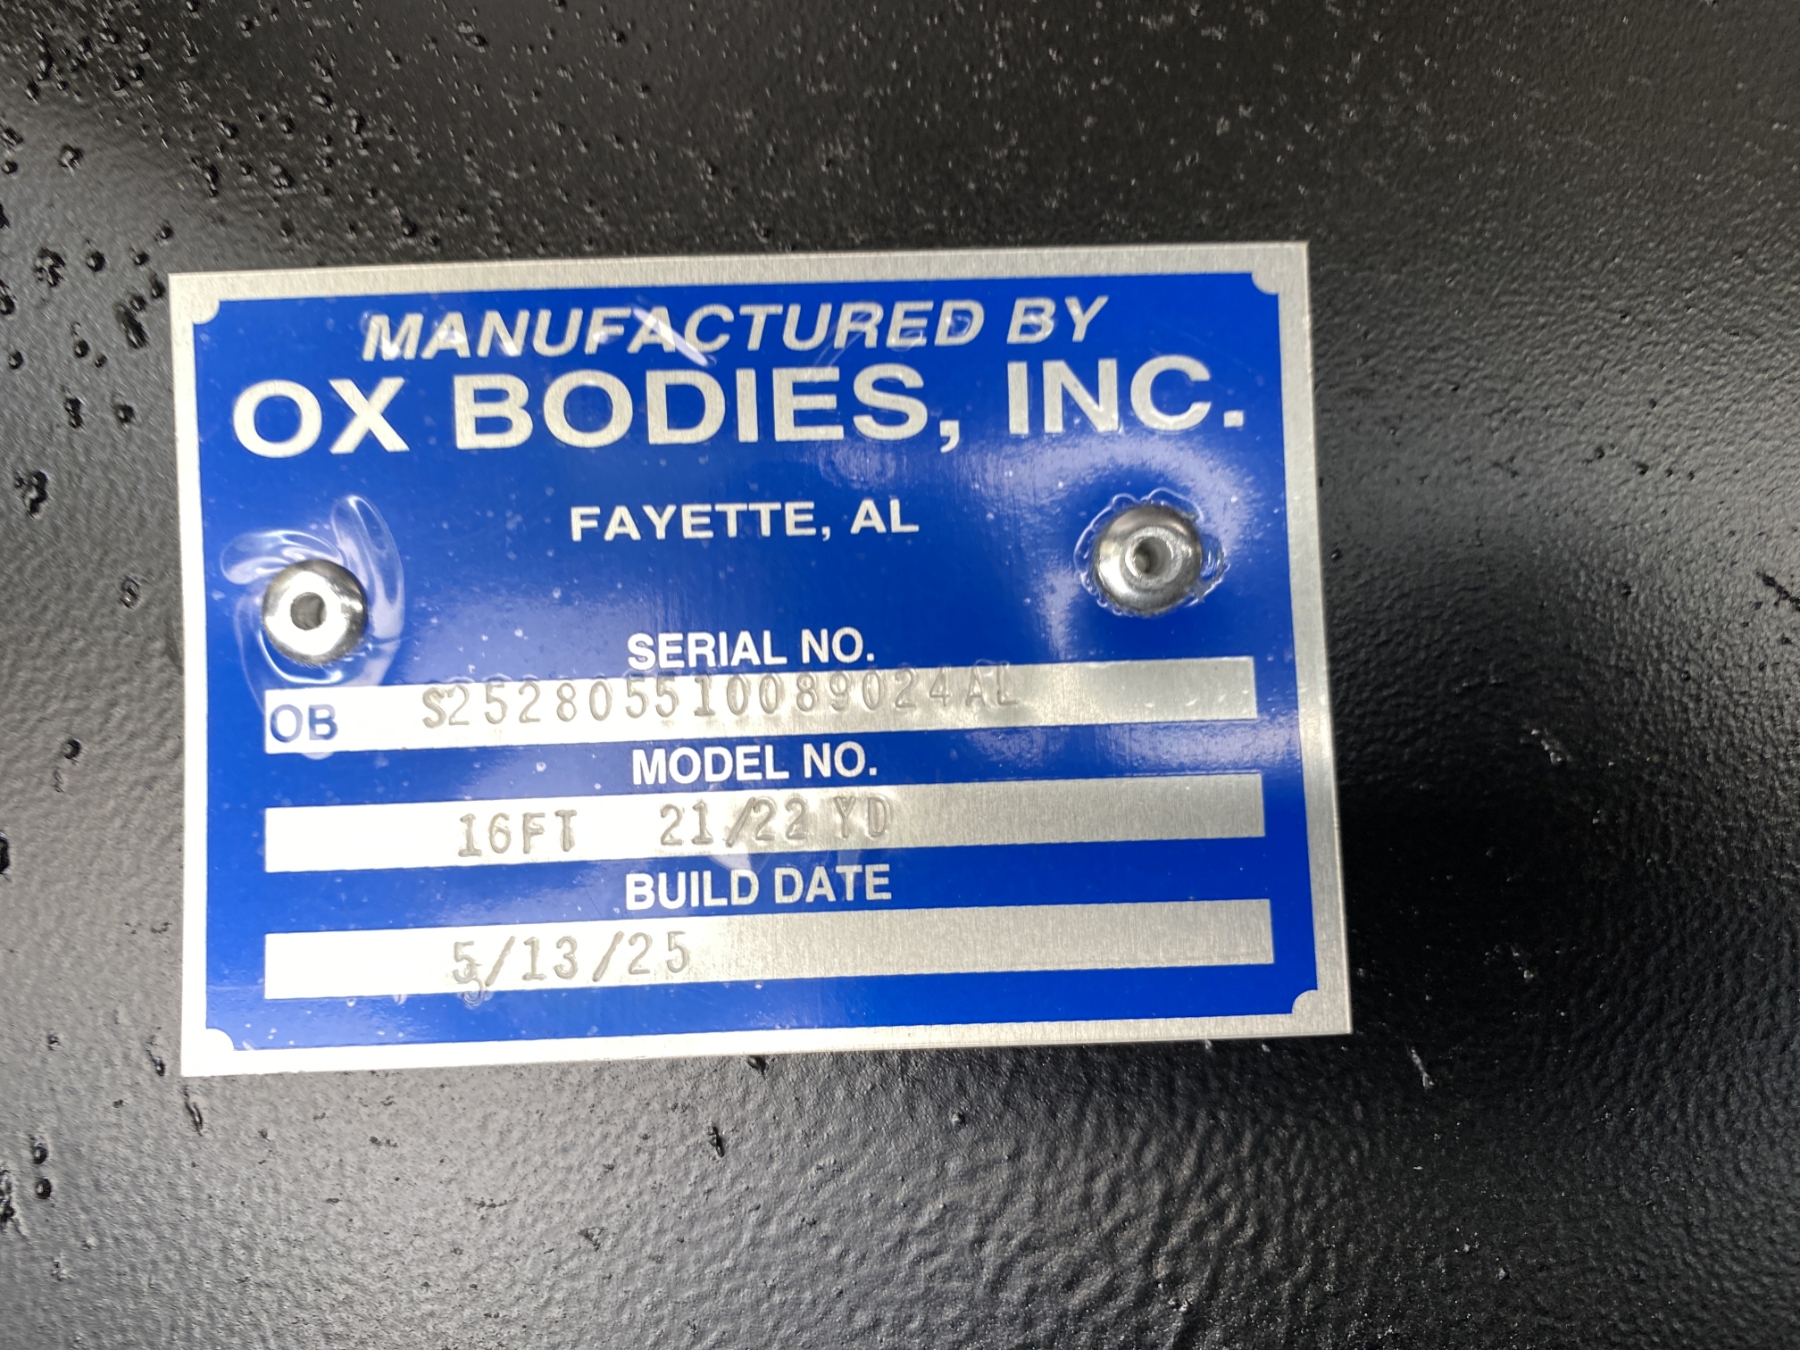 MANUFACTURED BY
OX BODIES, INC.
FAYETTE, AL
SERIAL NO.
OB S252805510089024AL
MODEL NO.
16FT 21/22 YD
BUILD DATE
5/13/25